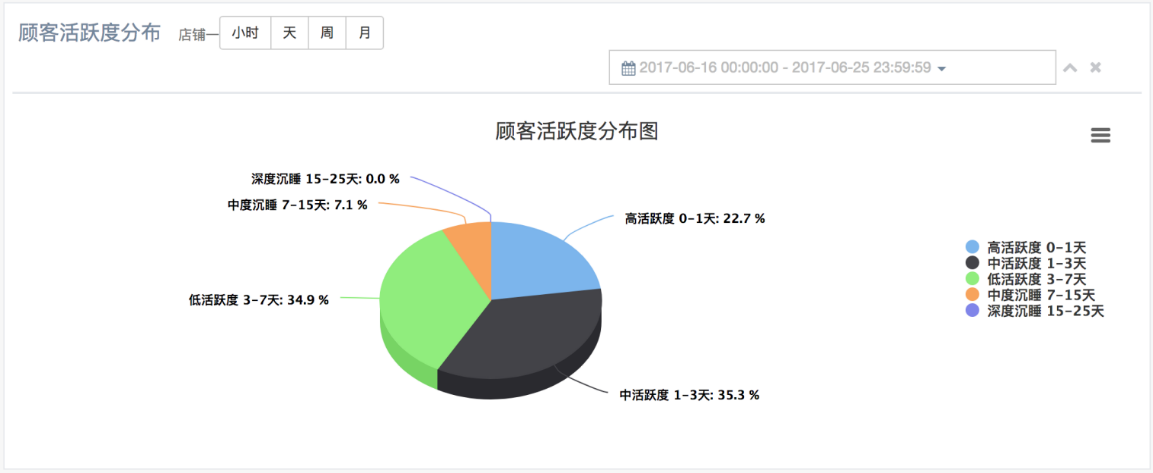 顾客活跃度分布 店铺— 小时 天 周 月
2017-06-16 00:00:00 - 2017-06-25 23:59:59
顾客活跃度分布图
深度沉睡 15-25天: 0.0 %
中度沉睡 7-15天: 7.1 %
高活跃度 0-1天: 22.7 %
低活跃度 3-7天: 34.9 %
中活跃度 1-3天: 35.3 %
高活跃度 0-1天
中活跃度 1-3天
低活跃度 3-7天
中度沉睡 7-15天
深度沉睡 15-25天